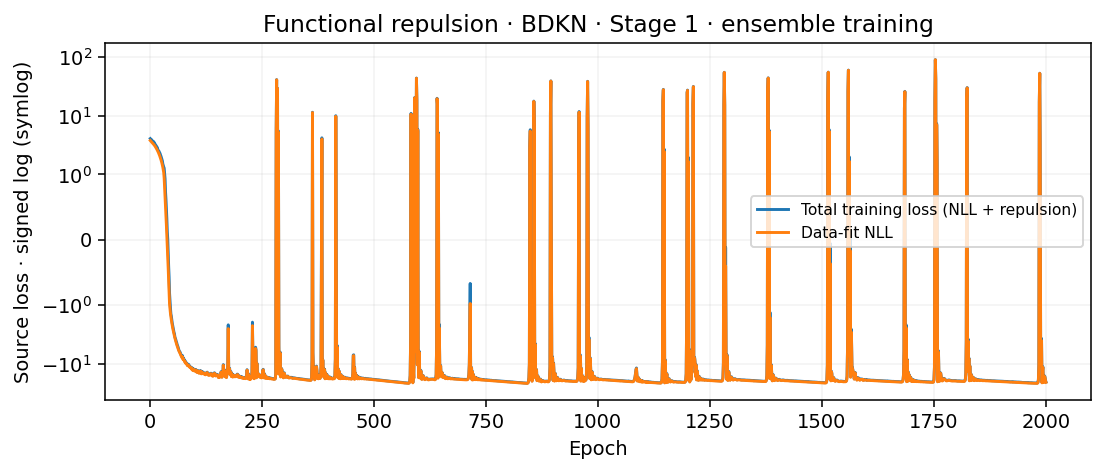 Functional repulsion · BDKN · Stage 1 · ensemble training
Source loss · signed log (symlog)
10²
10¹
10⁰
0
−10⁰
−10¹
Total training loss (NLL + repulsion)
Data-fit NLL
0 250 500 750 1000 1250 1500 1750 2000
Epoch